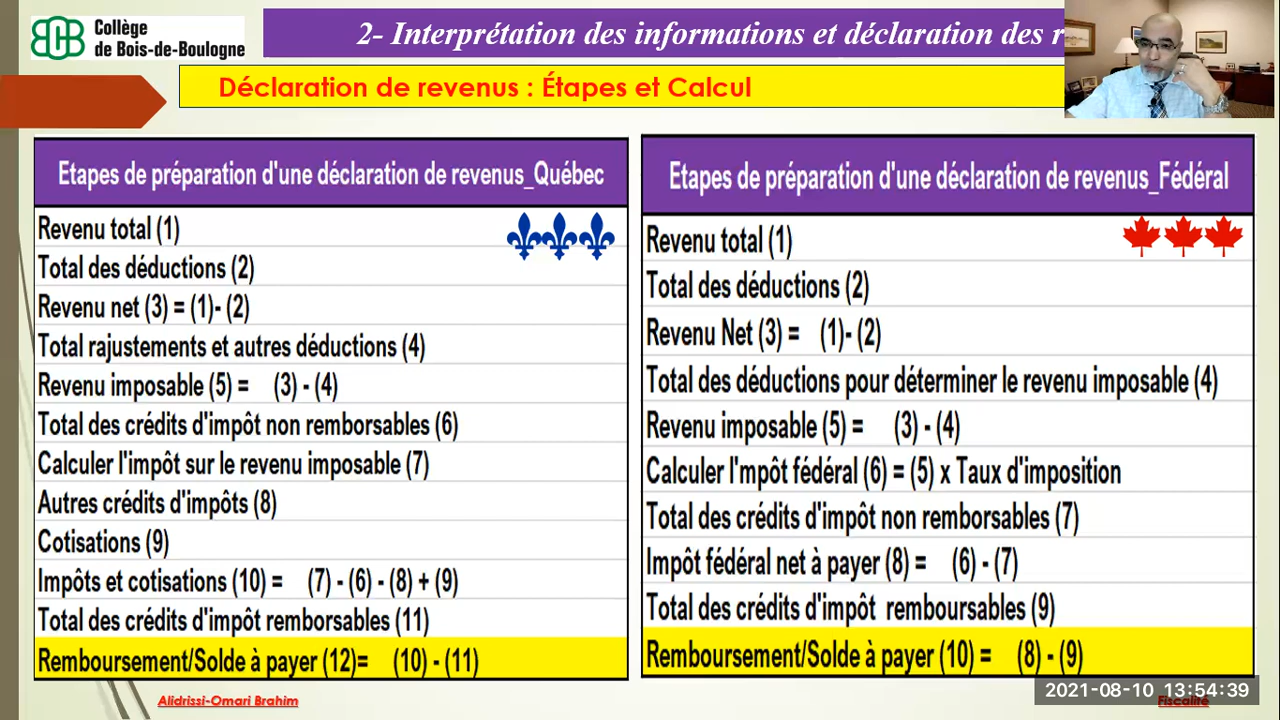 Collège
de Bois-de-Boulogne
2- Interprétation des informations et déclaration des r
Déclaration de revenus : Étapes et Calcul
Etapes de préparation d'une déclaration de revenus_Québec
Revenu total (1)
Total des déductions (2)
Revenu net (3) = (1)- (2)
Total rajustements et autres déductions (4)
Revenu imposable (5) = (3) - (4)
Total des crédits d'impôt non remborsables (6)
Calculer l'impôt sur le revenu imposable (7)
Autres crédits d'impôts (8)
Cotisations (9)
Impôts et cotisations (10) = (7) - (6) - (8) + (9)
Total des crédits d'impôt remborsables (11)
Remboursement/Solde à payer (12)= (10) - (11)
Etapes de préparation d'une déclaration de revenus_Fédéral
Revenu total (1)
Total des déductions (2)
Revenu Net (3) = (1)- (2)
Total des déductions pour déterminer le revenu imposable (4)
Revenu imposable (5) = (3) - (4)
Calculer l'mpôt fédéral (6) = (5) x Taux d'imposition
Total des crédits d'impôt non remborsables (7)
Impôt fédéral net à payer (8) = (6) - (7)
Total des crédits d'impôt remboursables (9)
Remboursement/Solde à payer (10) = (8) - (9)
Alidrissi-Omari Brahim
Fiscalité
2021-08-10 13:54:39